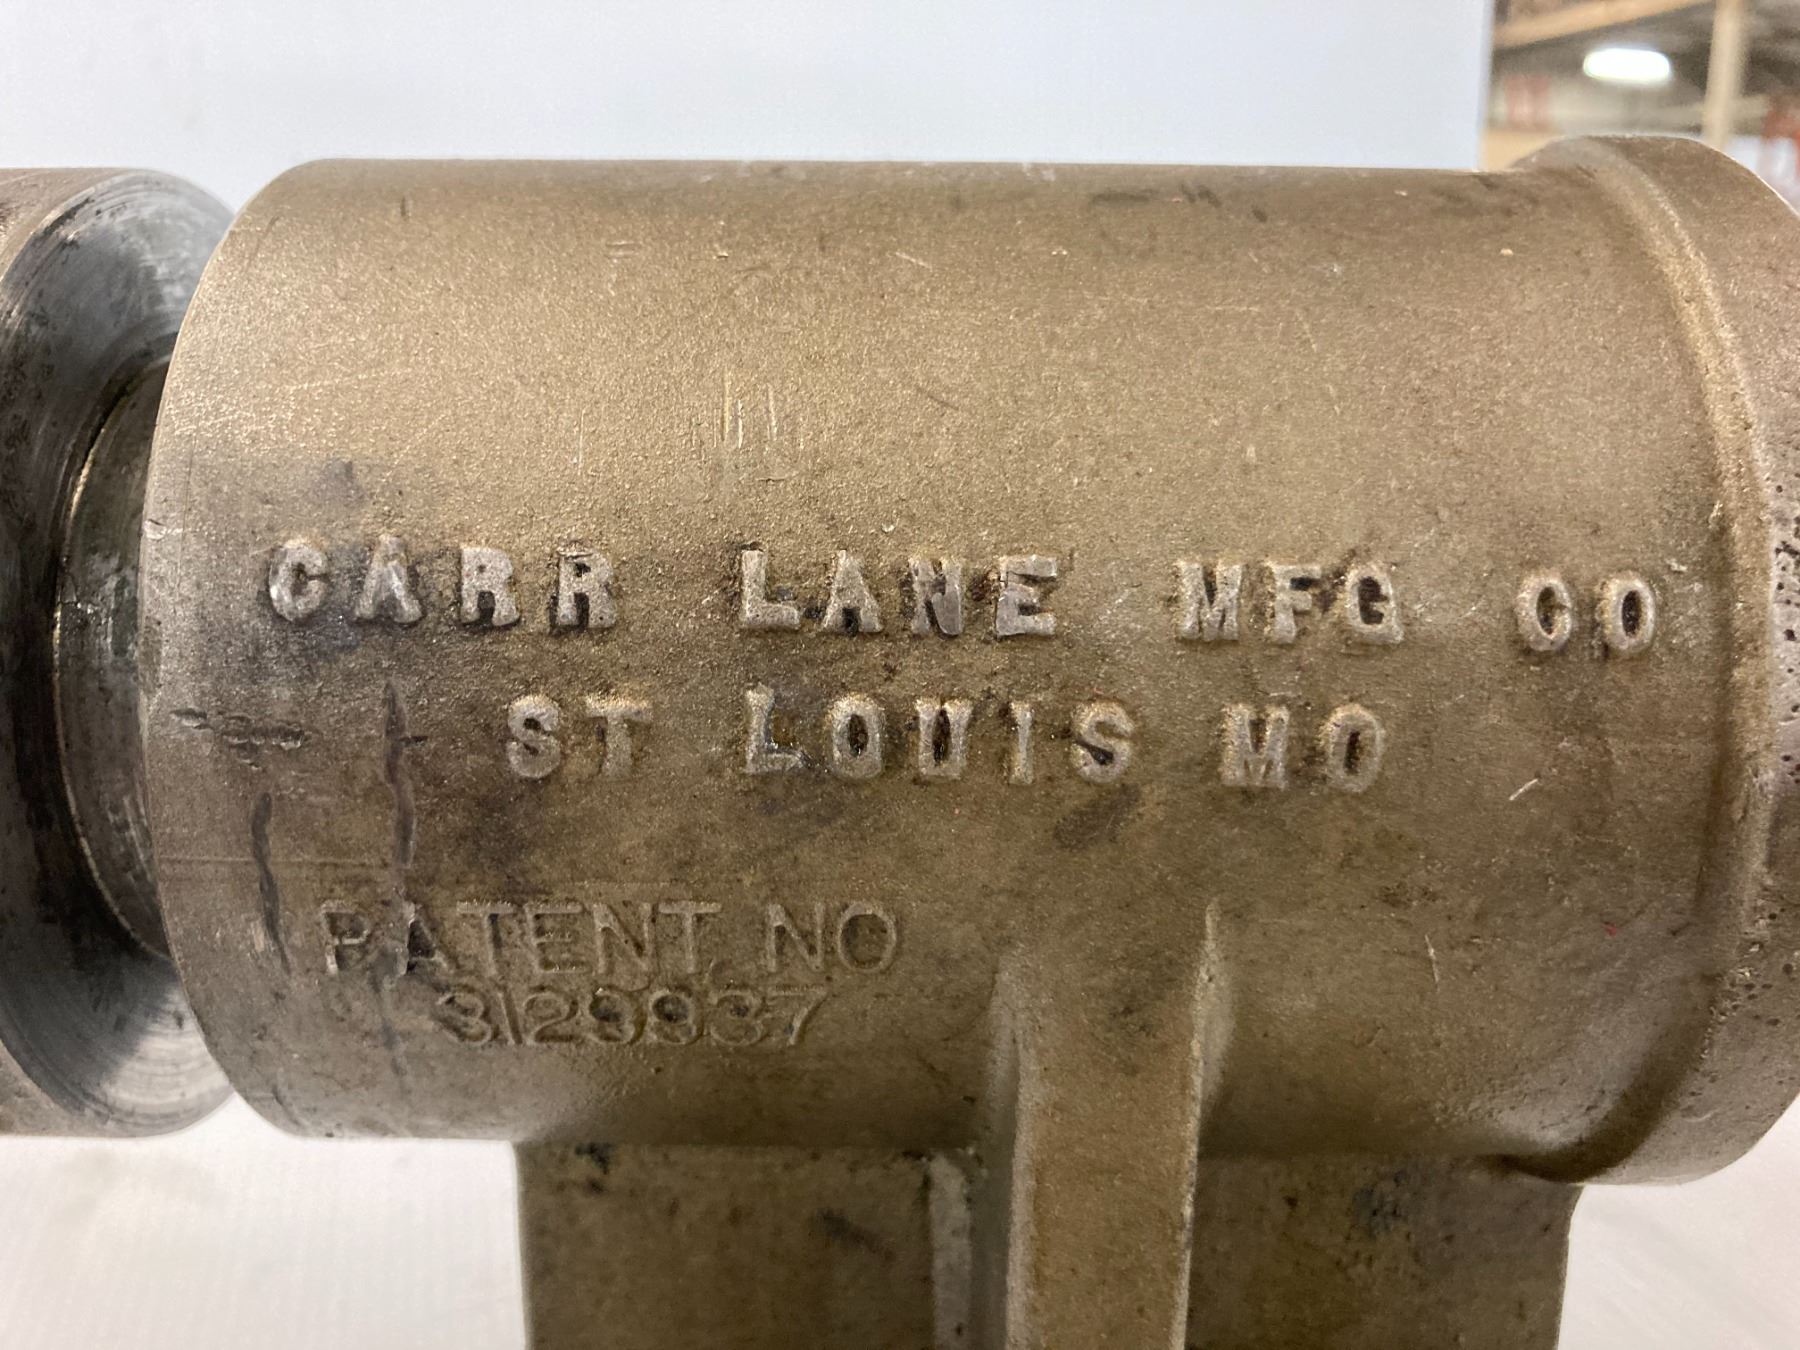 CARR LANE MFG CO
ST LOUIS MO
PATENT NO
3129937